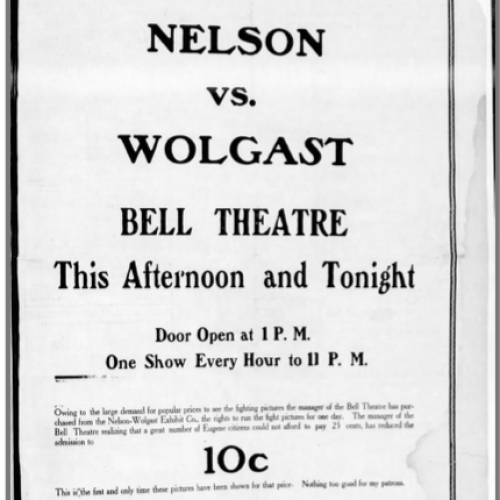 NELSON
vs.
WOLGAST
BELL THEATRE
This Afternoon and Tonight
Door Open at 1 P. M.
One Show Every Hour to 11 P. M.
Owing to the large demand for popular prices to see the fighting pictures the manager of the Bell Theatre has pur-
chased from the Nelson-Wolgast Exhibit Co., the rights to run the fight pictures for one day. The manager of the
Bell Theatre realizing that a great number of Eugene citizens could not afford to pay 25 cents, has reduced the
admission to
10c
This is the first and only time these pictures have been shown for that price. Nothing too good for my patrons.